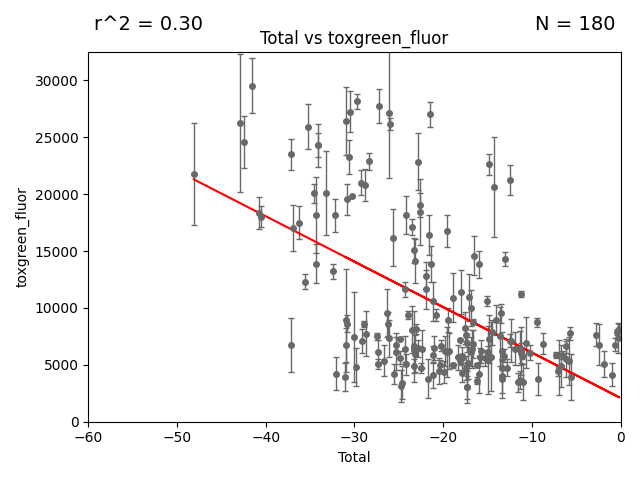 r^2 = 0.30
N = 180
Total vs toxgreen_fluor
30000
25000
20000
15000
10000
5000
0
toxgreen_fluor
−60
−50
−40
−30
−20
−10
0
Total